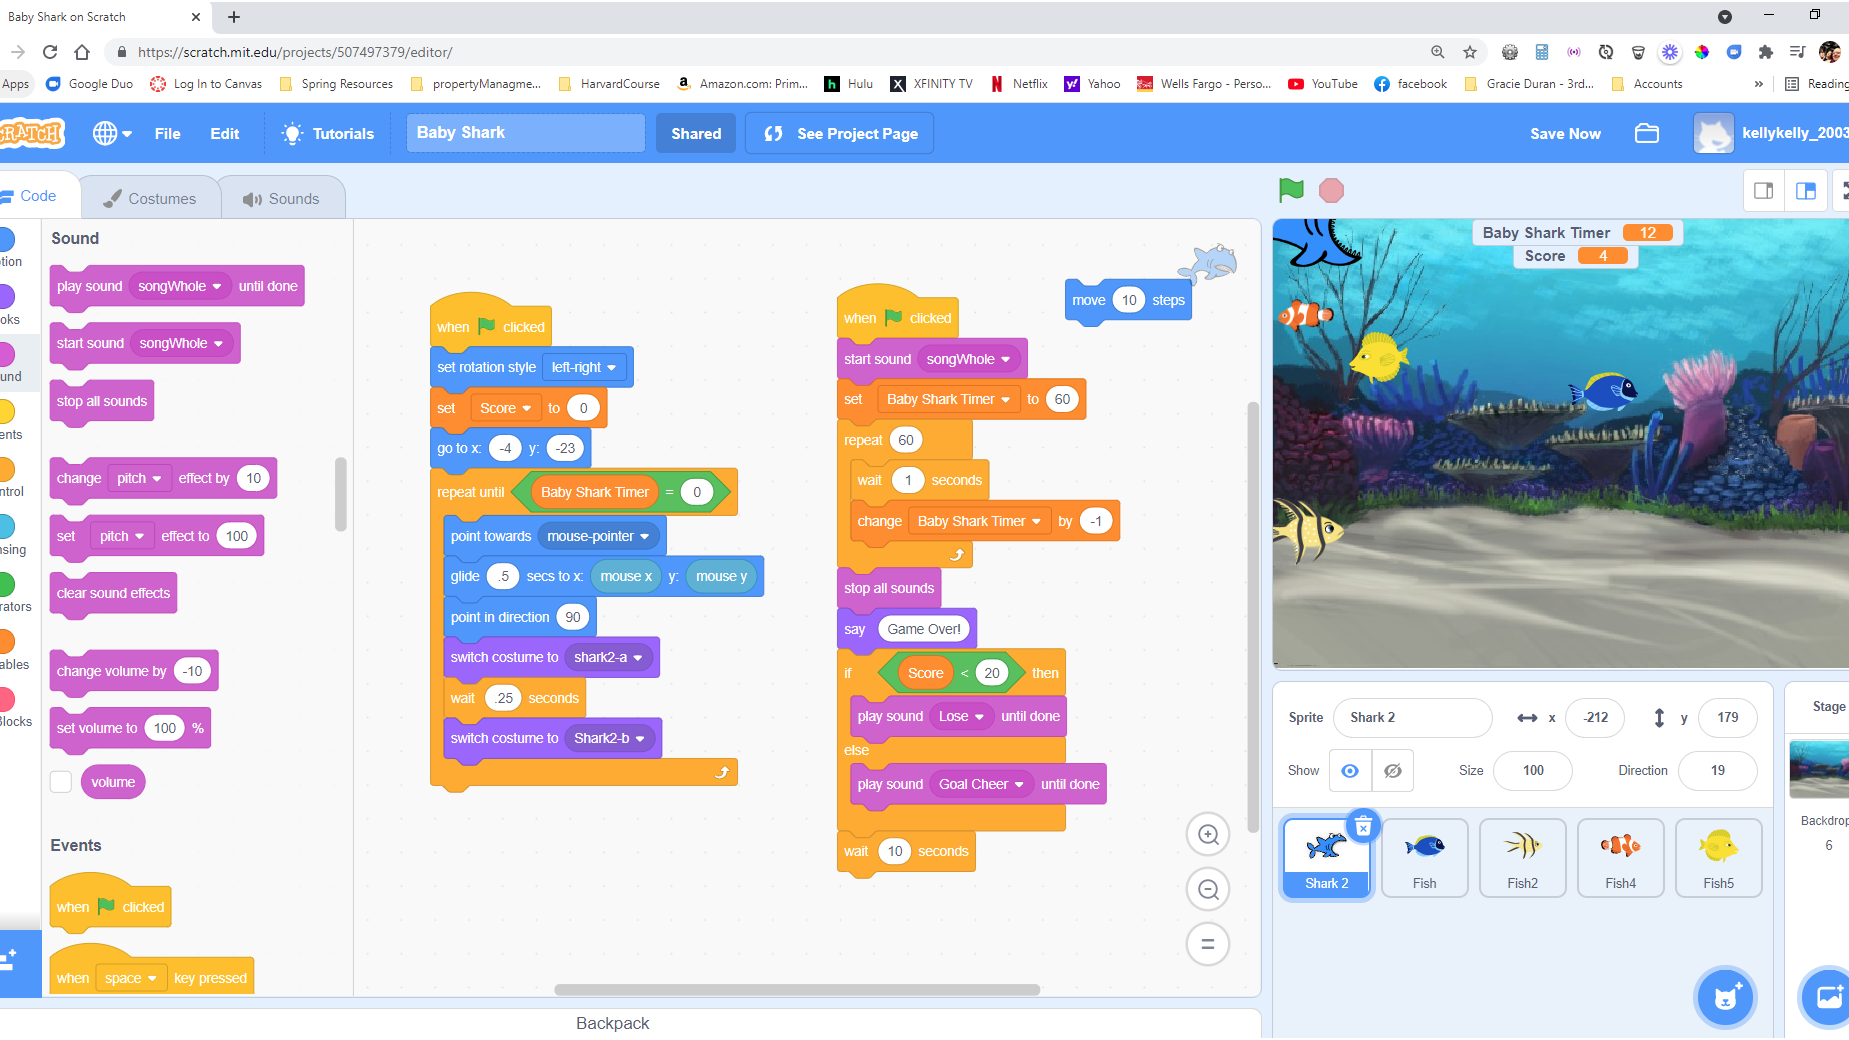 Baby Shark on Scratch
https://scratch.mit.edu/projects/507497379/editor/
Apps Google Duo Log In to Canvas Spring Resources propertyManagme... HarvardCourse Amazon.com: Prim... Hulu XFINITY TV Netflix Yahoo Wells Fargo - Perso... YouTube facebook Gracie Duran - 3rd... Accounts » Reading
File Edit Tutorials Baby Shark Shared See Project Page Save Now kellykelly_2003
Code Costumes Sounds
Sound
play sound songWhole until done
start sound songWhole
stop all sounds
change pitch effect by 10
set pitch effect to 100
clear sound effects
change volume by -10
set volume to 100 %
volume
Events
when clicked
when space key pressed
when clicked
set rotation style left-right
set Score to 0
go to x: -4 y: -23
repeat until Baby Shark Timer = 0
point towards mouse-pointer
glide .5 secs to x: mouse x y: mouse y
point in direction 90
switch costume to shark2-a
wait .25 seconds
switch costume to Shark2-b
when clicked
start sound songWhole
set Baby Shark Timer to 60
repeat 60
wait 1 seconds
change Baby Shark Timer by -1
stop all sounds
say Game Over!
if Score < 20 then
play sound Lose until done
else
play sound Goal Cheer until done
wait 10 seconds
move 10 steps
Baby Shark Timer 12
Score 4
Sprite Shark 2 x -212 y 179
Show Size 100 Direction 19
Shark 2 Fish Fish2 Fish4 Fish5
Stage
Backdrop
6
Backpack